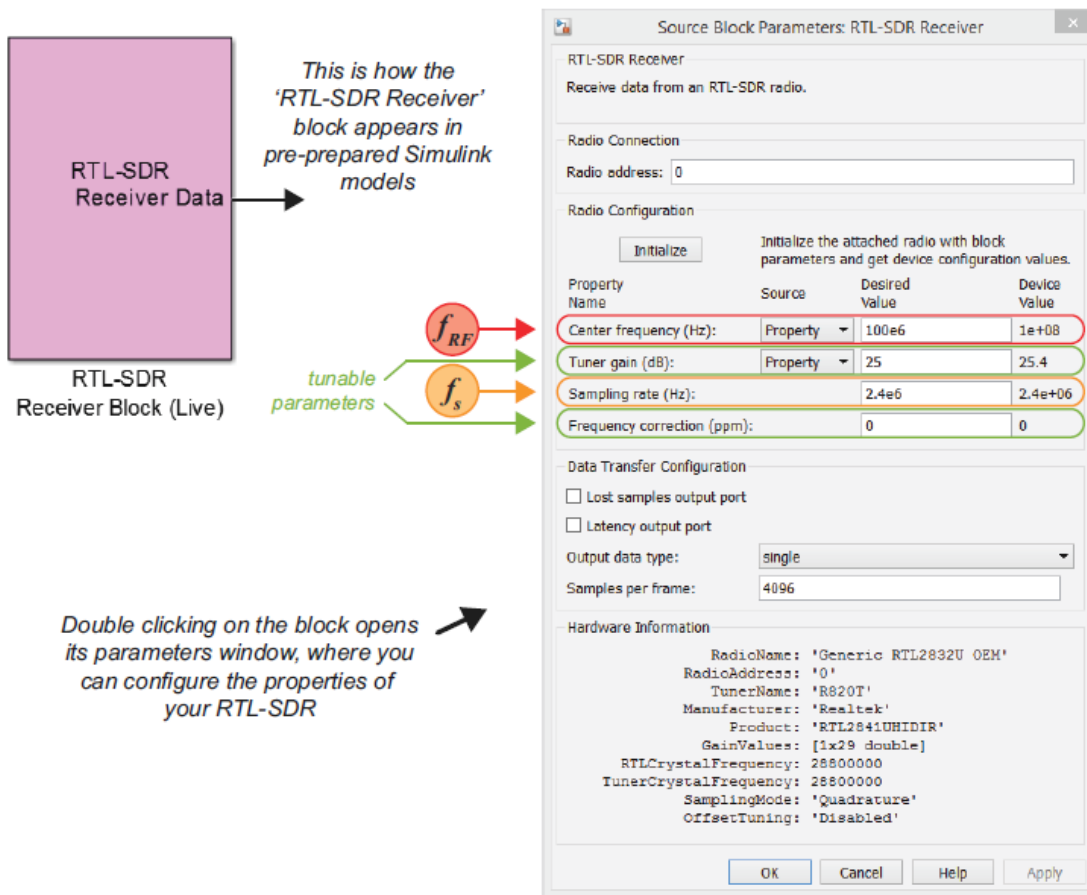 This is how the
'RTL-SDR Receiver'
block appears in
pre-prepared Simulink
models
RTL-SDR
Receiver Data
RTL-SDR
Receiver Block (Live)
tunable
parameters
f_RF
f_s
Double clicking on the block opens
its parameters window, where you
can configure the properties of
your RTL-SDR
Source Block Parameters: RTL-SDR Receiver
RTL-SDR Receiver
Receive data from an RTL-SDR radio.
Radio Connection
Radio address: 0
Radio Configuration
Initialize
Initialize the attached radio with block
parameters and get device configuration values.
Property Name Source Desired Value Device Value
Center frequency (Hz): Property 100e6 1e+08
Tuner gain (dB): Property 25 25.4
Sampling rate (Hz): 2.4e6 2.4e+06
Frequency correction (ppm): 0 0
Data Transfer Configuration
Lost samples output port
Latency output port
Output data type: single
Samples per frame: 4096
Hardware Information
RadioName: 'Generic RTL2832U OEM'
RadioAddress: '0'
TunerName: 'R820T'
Manufacturer: 'Realtek'
Product: 'RTL2841UHIDIR'
GainValues: [1x29 double]
RTLCrystalFrequency: 28800000
TunerCrystalFrequency: 28800000
SamplingMode: 'Quadrature'
OffsetTuning: 'Disabled'
OK Cancel Help Apply